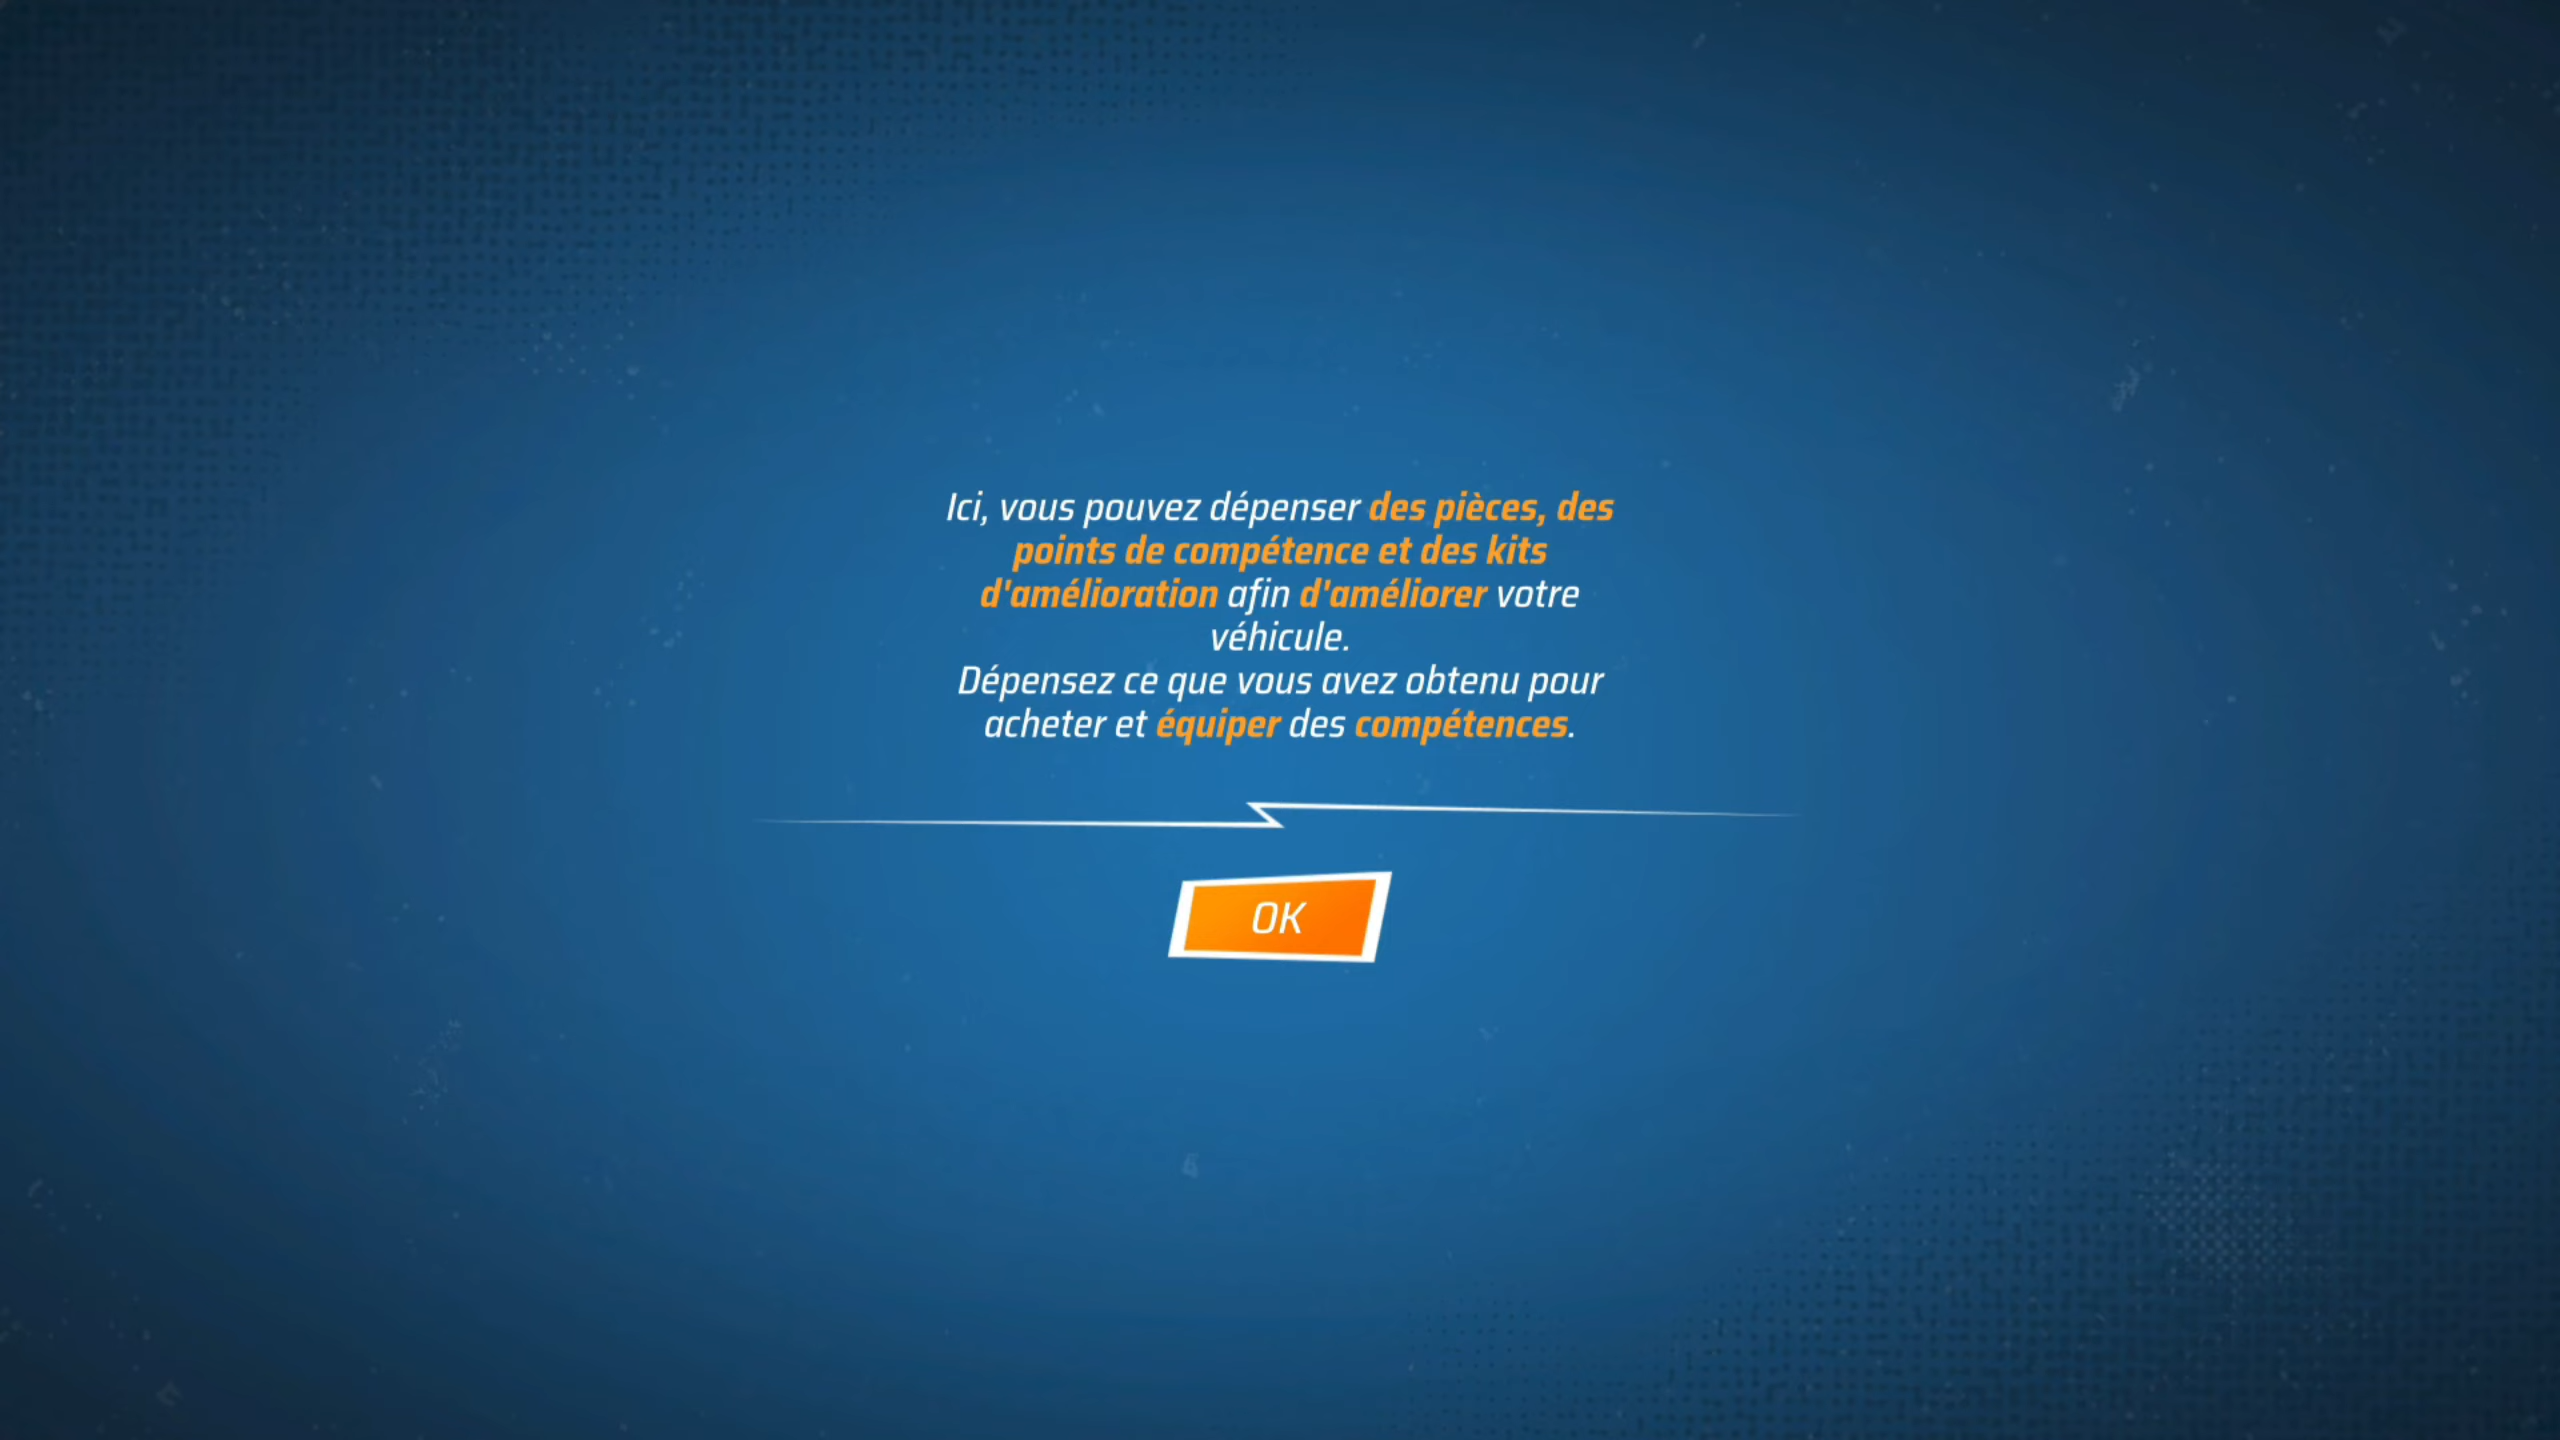 Ici, vous pouvez dépenser des pièces, des
points de compétence et des kits
d'amélioration afin d'améliorer votre
véhicule.
Dépensez ce que vous avez obtenu pour
acheter et équiper des compétences.
OK